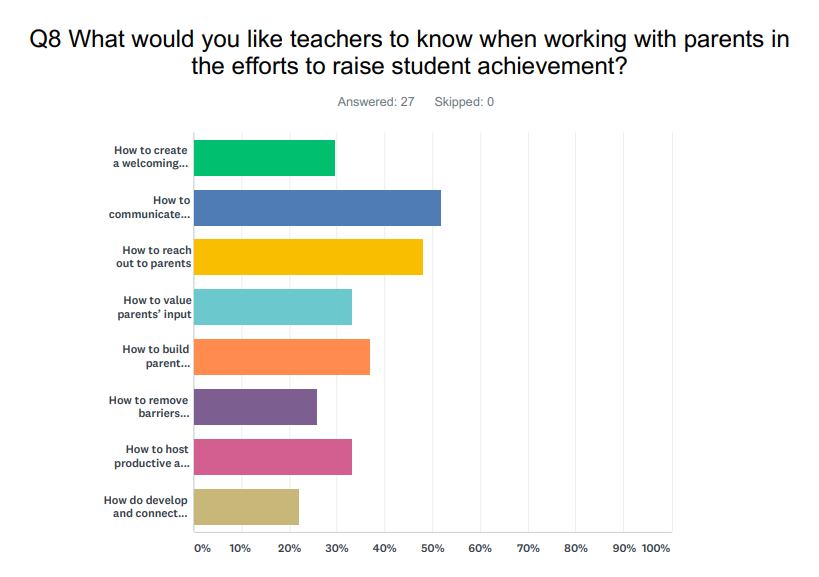 Q8 What would you like teachers to know when working with parents in
the efforts to raise student achievement?
Answered: 27 Skipped: 0
How to create
a welcoming...
How to
communicate...
How to reach
out to parents
How to value
parents’ input
How to build
parent...
How to remove
barriers...
How to host
productive a...
How do develop
and connect...
0% 10% 20% 30% 40% 50% 60% 70% 80% 90% 100%